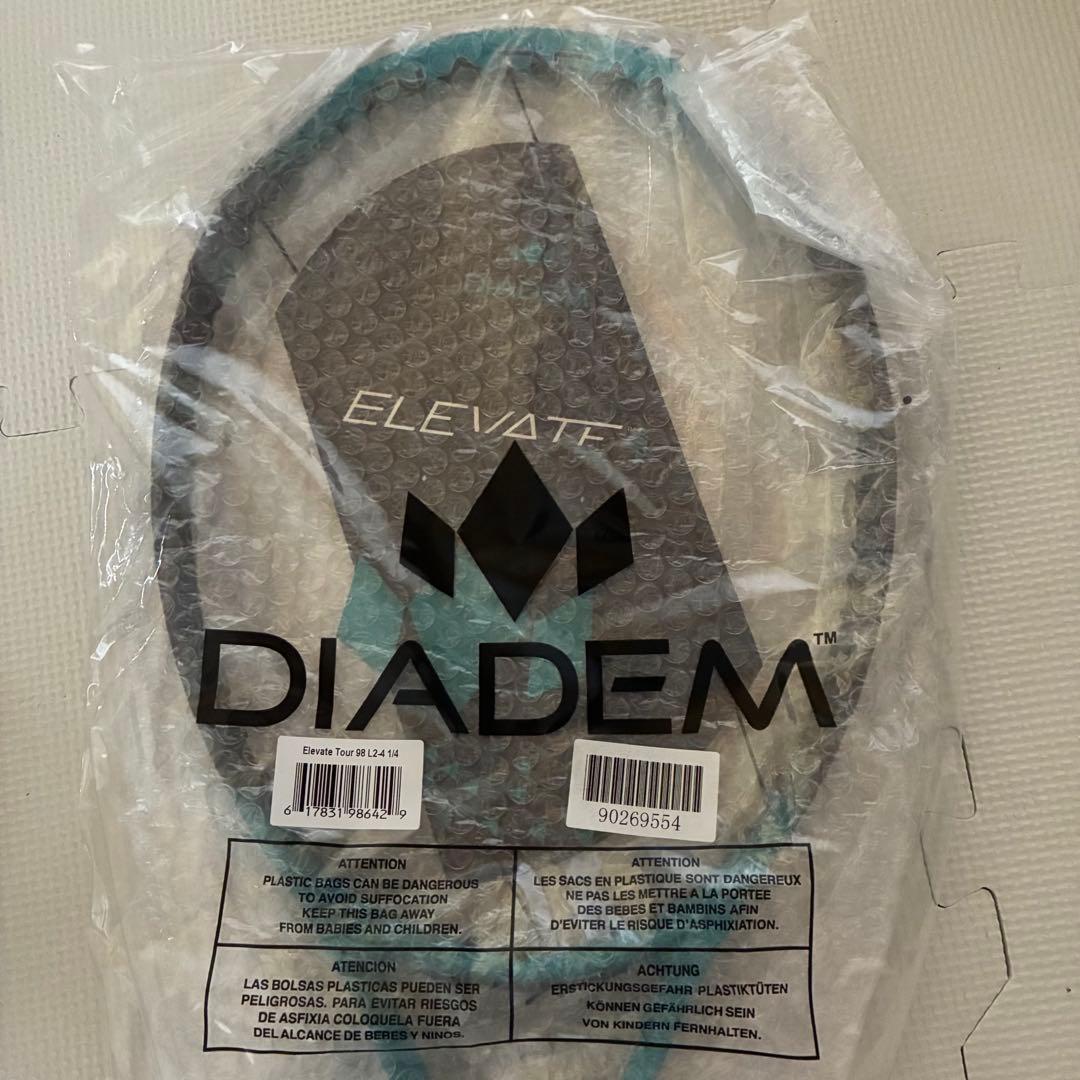 DIADEM
ELEVATE
DIADEM™
Elevate Tour 98 L2-4 1/4
6 17831 98642 9
90269554
ATTENTION
PLASTIC BAGS CAN BE DANGEROUS
TO AVOID SUFFOCATION
KEEP THIS BAG AWAY
FROM BABIES AND CHILDREN.
ATTENTION
LES SACS EN PLASTIQUE SONT DANGEREUX
NE PAS LES METTRE A LA PORTEE
DES BEBES ET BAMBINS AFIN
D'EVITER LE RISQUE D'ASPHIXIATION.
ATENCION
LAS BOLSAS PLASTICAS PUEDEN SER
PELIGROSAS. PARA EVITAR RIESGOS
DE ASFIXIA COLOQUELA FUERA
DEL ALCANCE DE BEBES Y NINOS.
ACHTUNG
ERSTICKUNGSGEFAHR PLASTIKTÜTEN
KÖNNEN GEFÄHRLICH SEIN
VON KINDERN FERNHALTEN.